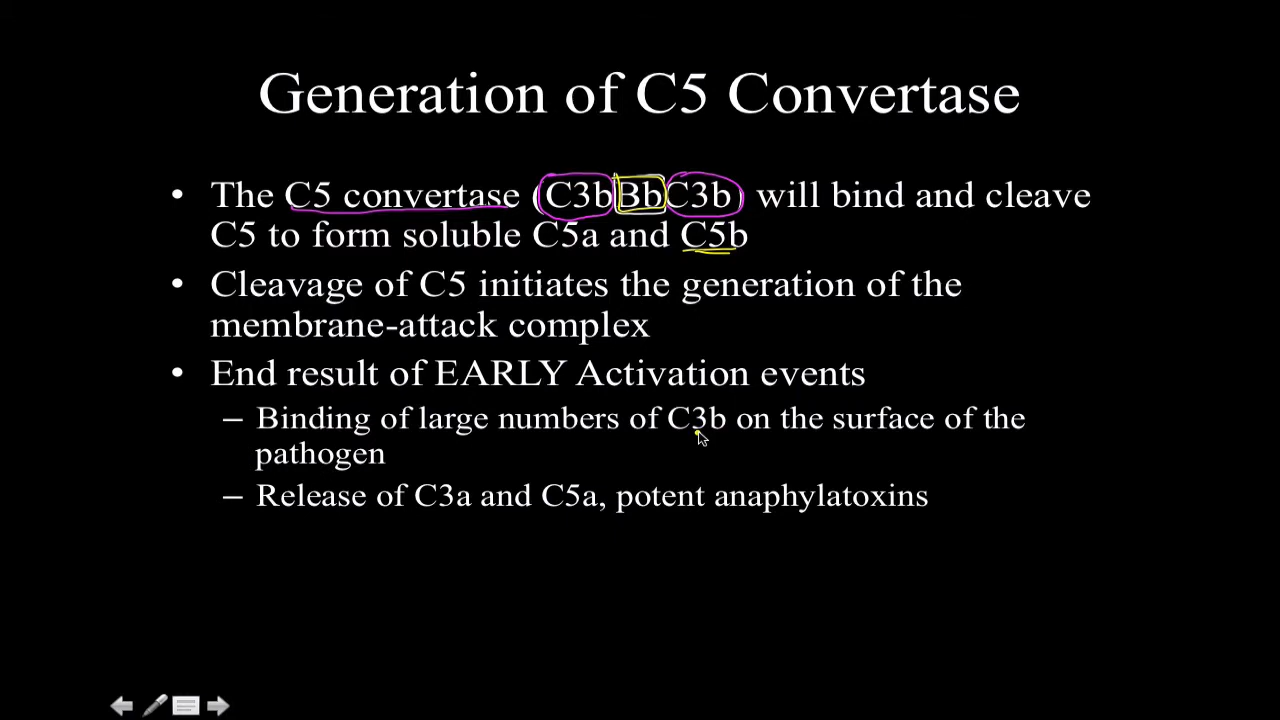 Generation of C5 Convertase
• The C5 convertase (C3bBbC3b) will bind and cleave
C5 to form soluble C5a and C5b
• Cleavage of C5 initiates the generation of the
membrane-attack complex
• End result of EARLY Activation events
– Binding of large numbers of C3b on the surface of the
pathogen
– Release of C3a and C5a, potent anaphylatoxins